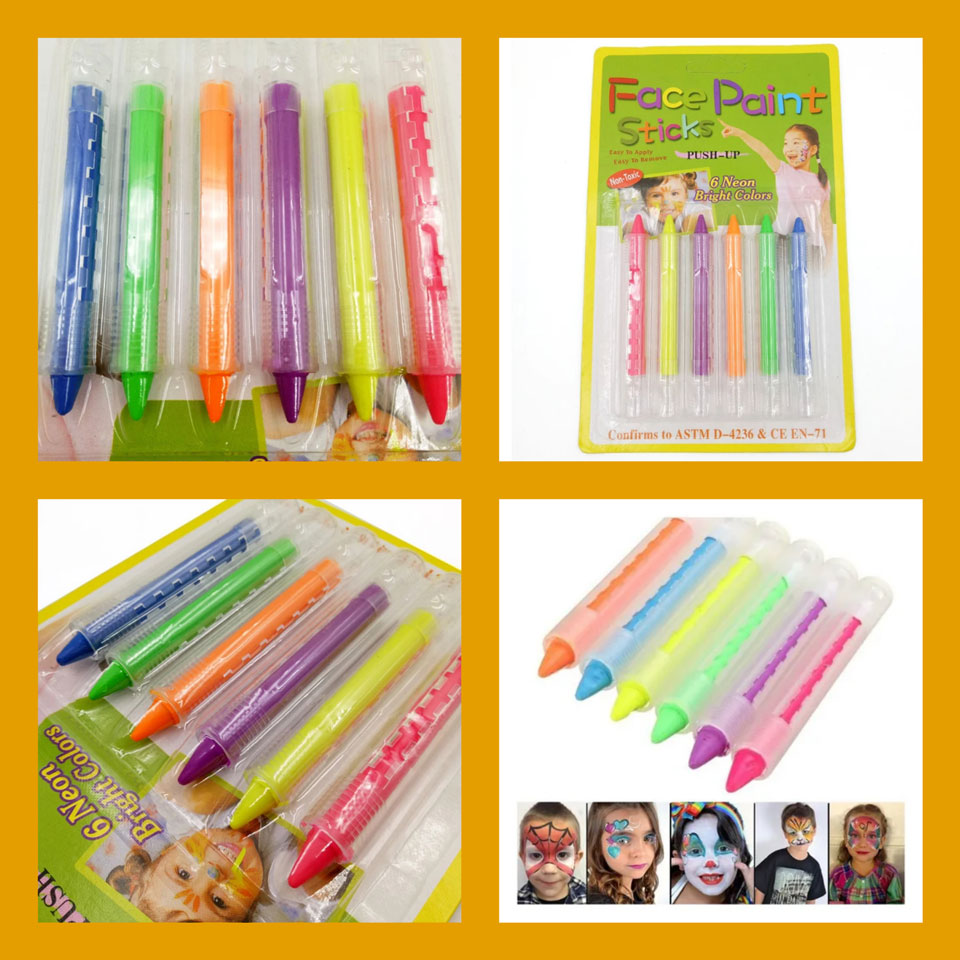 Face Paint
Sticks
Easy To Apply
Easy To Remove
PUSH-UP
Non-Toxic
6 Neon
Bright Colors
Confirms to ASTM D-4236 & CE EN-71
6 Neon
Bright Colors
USH